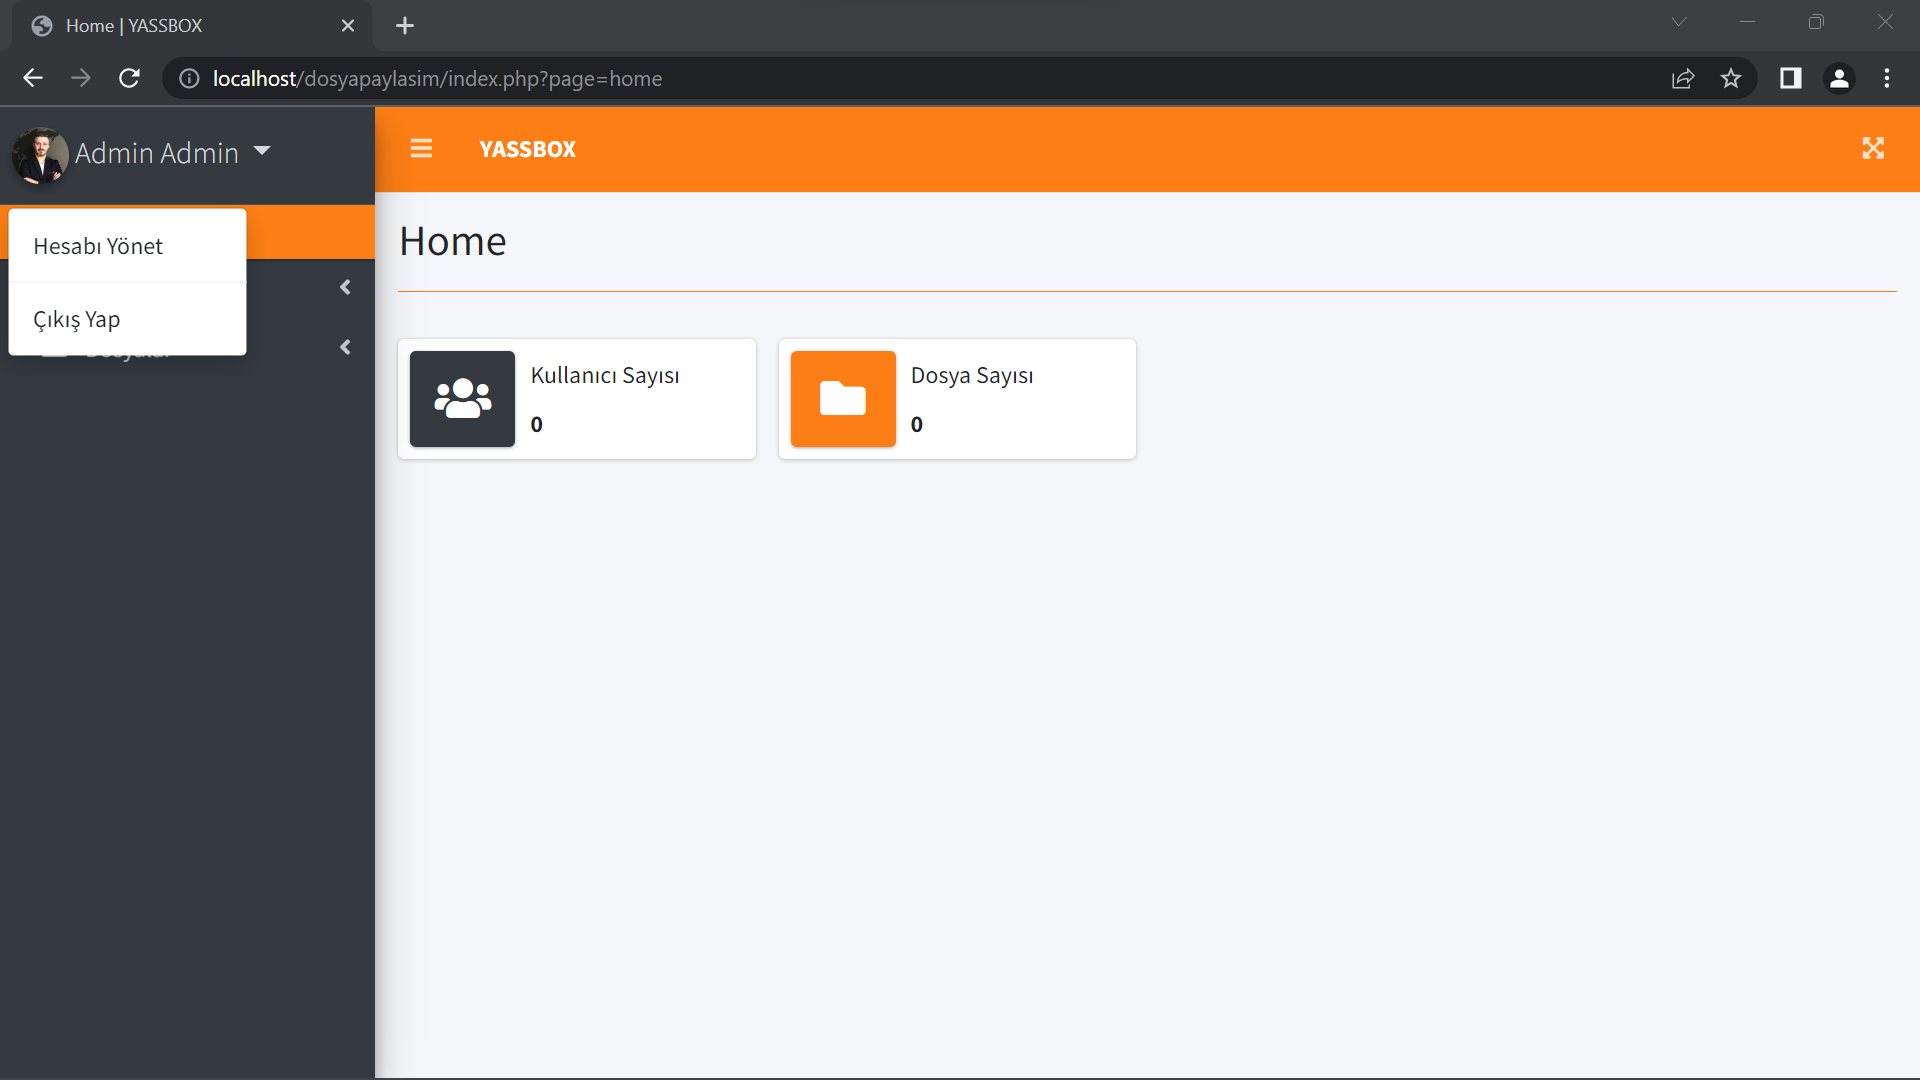 Home | YASSBOX
localhost/dosyapaylasim/index.php?page=home
Admin Admin
YASSBOX
Hesabı Yönet
Çıkış Yap
Home
Kullanıcı Sayısı
0
Dosya Sayısı
0